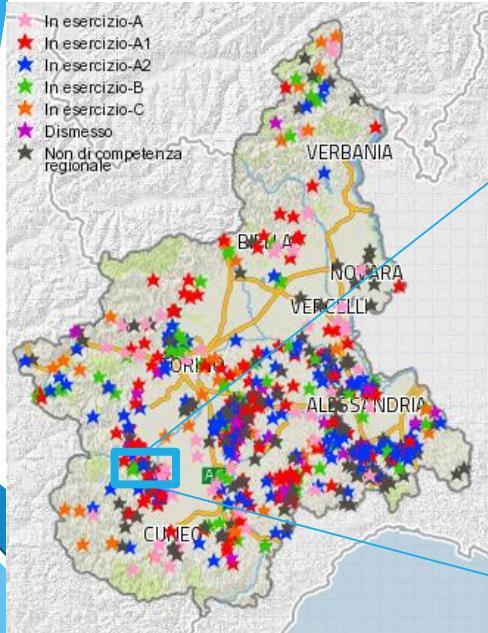 In esercizio-A
In esercizio-A1
In esercizio-A2
In esercizio-B
In esercizio-C
Dismesso
Non di competenza
regionale
VERBANIA
BIELLA
NOVARA
VERCELLI
TORINO
ALESSANDRIA
CUNEO